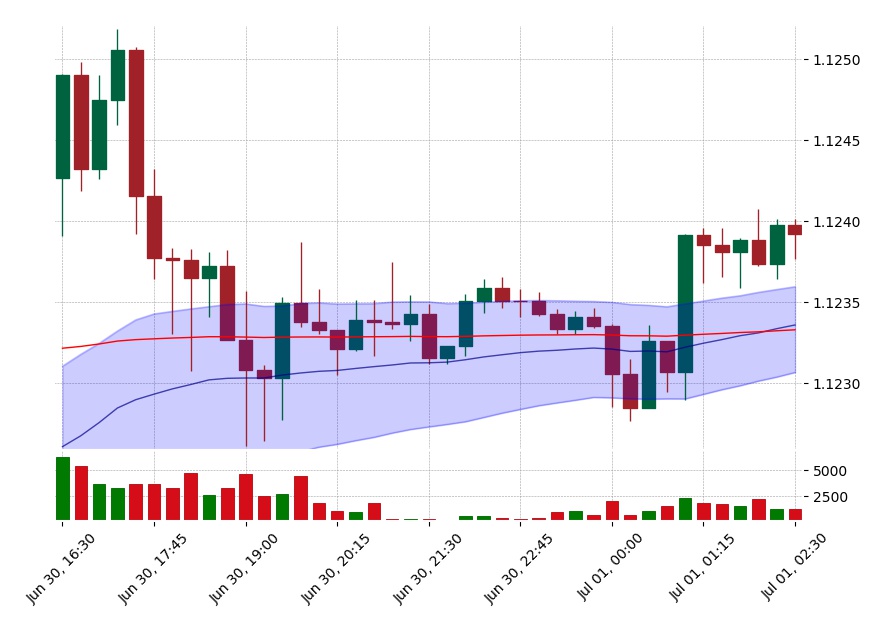 1.1250
1.1245
1.1240
1.1235
1.1230
5000
2500
Jun 30, 16:30
Jun 30, 17:45
Jun 30, 19:00
Jun 30, 20:15
Jun 30, 21:30
Jun 30, 22:45
Jul 01, 00:00
Jul 01, 01:15
Jul 01, 02:30